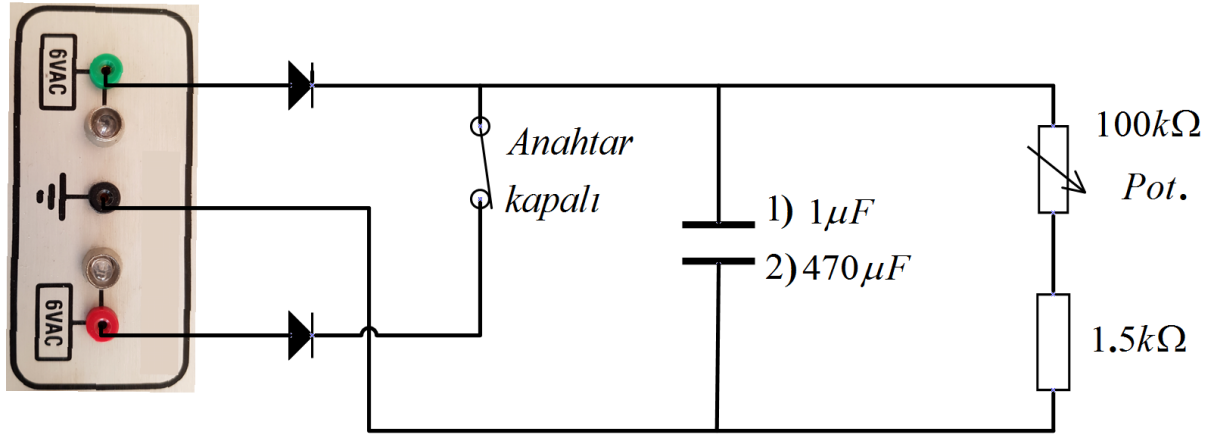 6VAC
Anahtar
kapalı
1) 1μF
2) 470μF
100kΩ
Pot.
1.5kΩ
6VAC